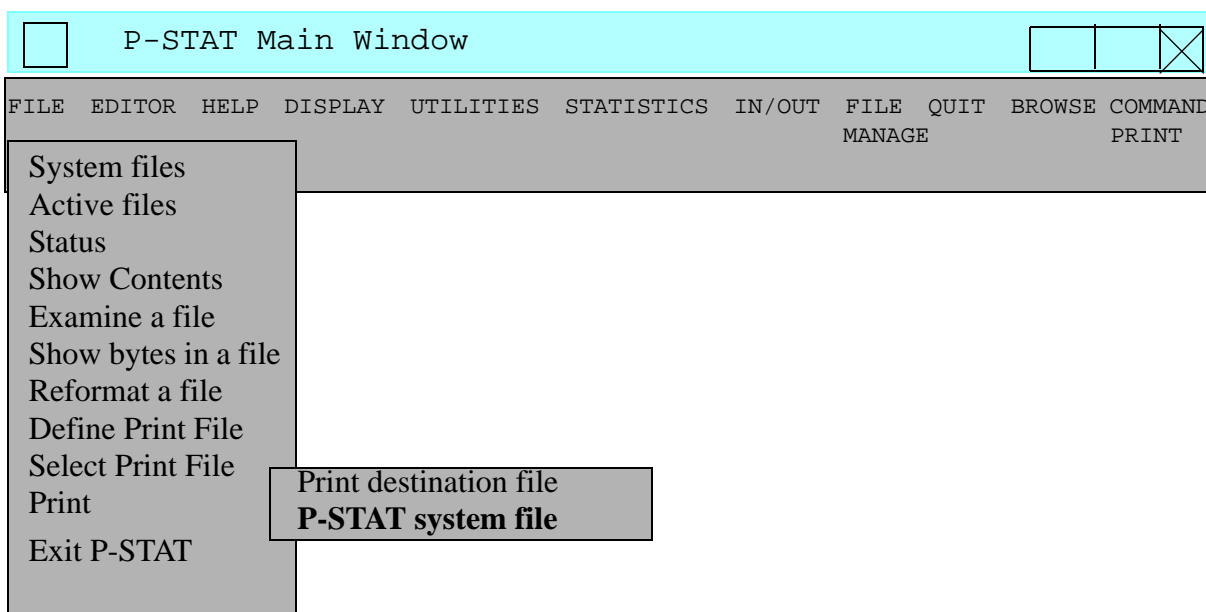 P-STAT Main Window
FILE EDITOR HELP DISPLAY UTILITIES STATISTICS IN/OUT FILE QUIT BROWSE COMMAND
MANAGE PRINT
System files
Active files
Status
Show Contents
Examine a file
Show bytes in a file
Reformat a file
Define Print File
Select Print File
Print
Print destination file
P-STAT system file
Exit P-STAT